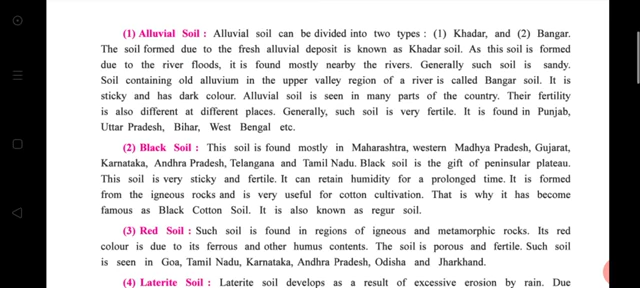 (1) Alluvial Soil : Alluvial soil can be divided into two types : (1) Khadar, and (2) Bangar.
The soil formed due to the fresh alluvial deposit is known as Khadar soil. As this soil is formed
due to the river floods, it is found mostly nearby the rivers. Generally such soil is sandy.
Soil containing old alluvium in the upper valley region of a river is called Bangar soil. It is
sticky and has dark colour. Alluvial soil is seen in many parts of the country. Their fertility
is also different at different places. Generally, such soil is very fertile. It is found in Punjab,
Uttar Pradesh, Bihar, West Bengal etc.
(2) Black Soil : This soil is found mostly in Maharashtra, western Madhya Pradesh, Gujarat,
Karnataka, Andhra Pradesh, Telangana and Tamil Nadu. Black soil is the gift of peninsular plateau.
This soil is very sticky and fertile. It can retain humidity for a prolonged time. It is formed
from the igneous rocks and is very useful for cotton cultivation. That is why it has become
famous as Black Cotton Soil. It is also known as regur soil.
(3) Red Soil : Such soil is found in regions of igneous and metamorphic rocks. Its red
colour is due to its ferrous and other humus contents. The soil is porous and fertile. Such soil
is seen in Goa, Tamil Nadu, Karnataka, Andhra Pradesh, Odisha and Jharkhand.
(4) Laterite Soil : Laterite soil develops as a result of excessive erosion by rain. Due